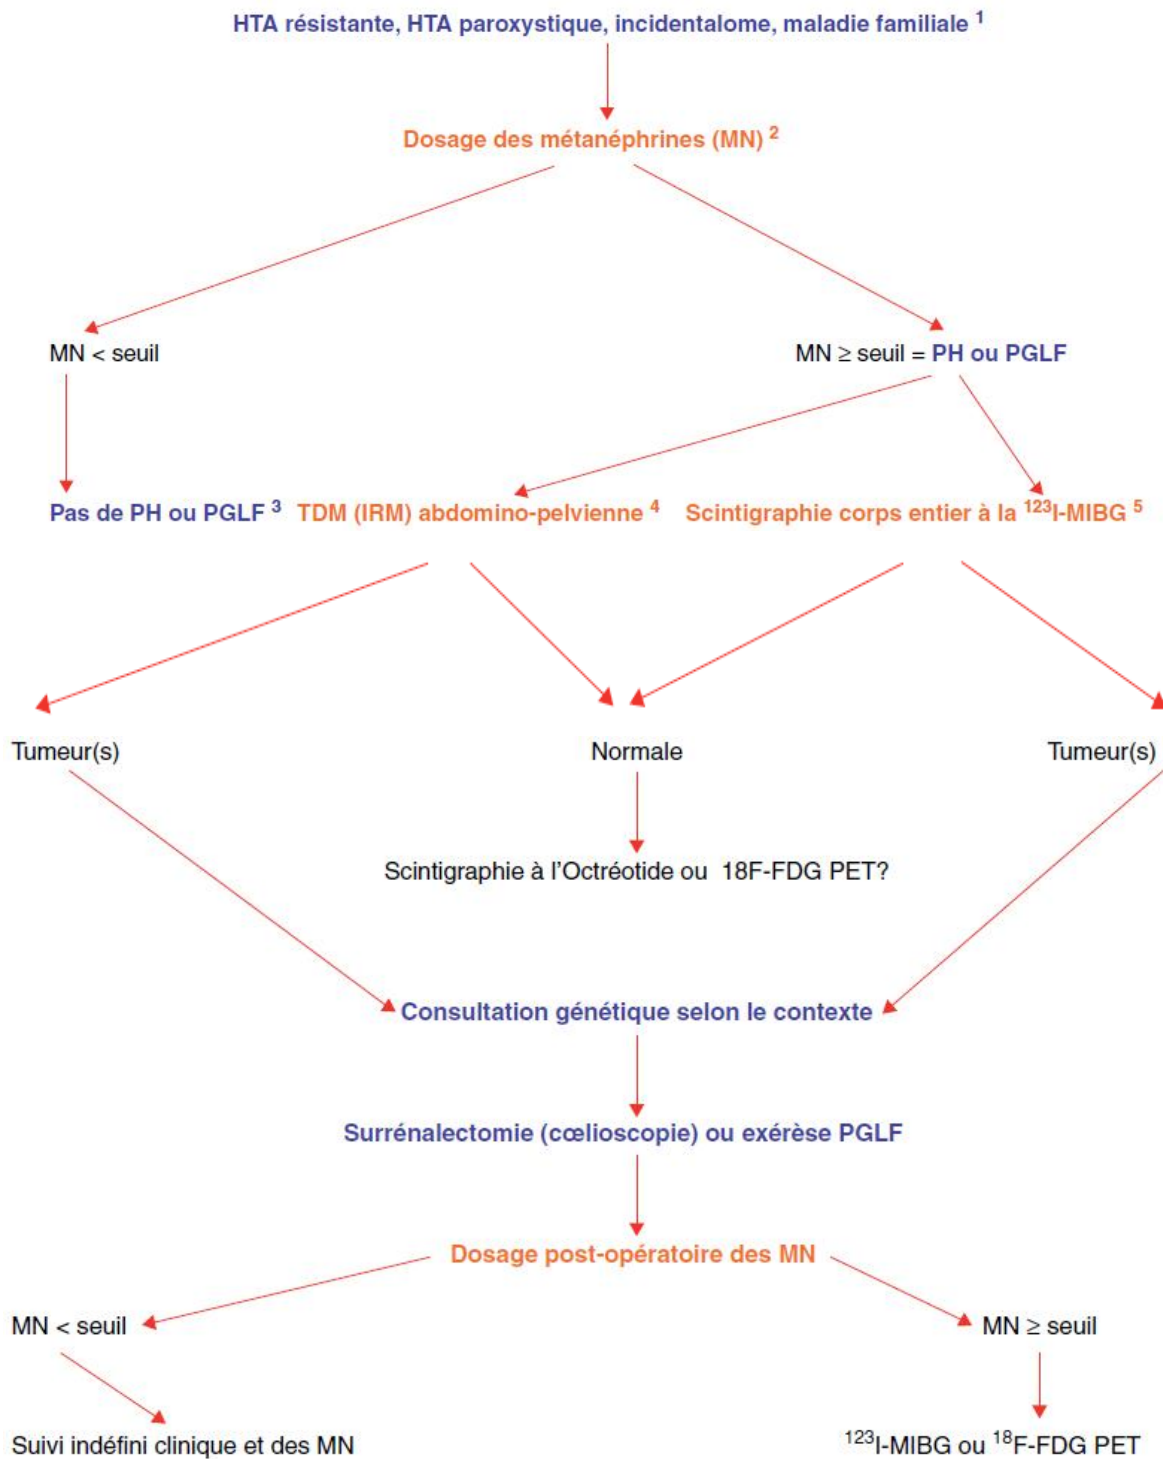 HTA résistante, HTA paroxystique, incidentalome, maladie familiale ¹
Dosage des métanéphrines (MN) ²
MN < seuil
MN ≥ seuil = PH ou PGLF
Pas de PH ou PGLF ³
TDM (IRM) abdomino-pelvienne ⁴
Scintigraphie corps entier à la ¹²³I-MIBG ⁵
Tumeur(s)
Normale
Tumeur(s)
Scintigraphie à l'Octréotide ou 18F-FDG PET?
Consultation génétique selon le contexte
Surrénalectomie (cœlioscopie) ou exérèse PGLF
Dosage post-opératoire des MN
MN < seuil
MN ≥ seuil
Suivi indéfini clinique et des MN
¹²³I-MIBG ou ¹⁸F-FDG PET